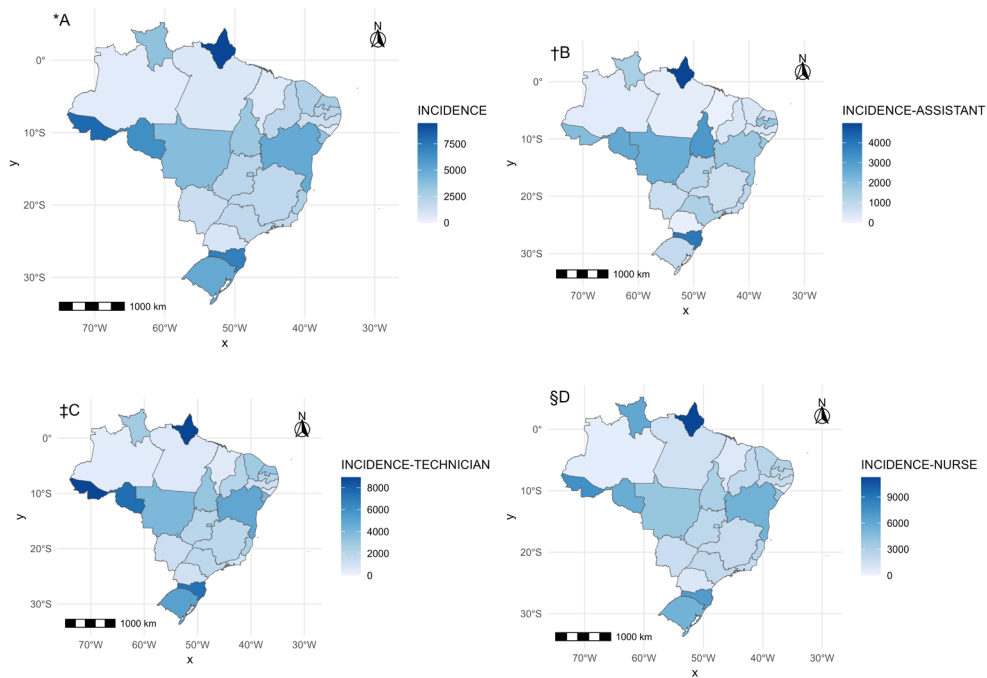 *A
N
0°
10°S
20°S
30°S
y
1000 km
70°W 60°W 50°W 40°W 30°W
x
INCIDENCE
7500
5000
2500
0
†B
N
0°
10°S
20°S
30°S
y
1000 km
70°W 60°W 50°W 40°W 30°W
x
INCIDENCE-ASSISTANT
4000
3000
2000
1000
0
‡C
N
0°
10°S
20°S
30°S
y
1000 km
70°W 60°W 50°W 40°W 30°W
x
INCIDENCE-TECHNICIAN
8000
6000
4000
2000
0
§D
N
0°
10°S
20°S
30°S
y
1000 km
70°W 60°W 50°W 40°W 30°W
x
INCIDENCE-NURSE
9000
6000
3000
0